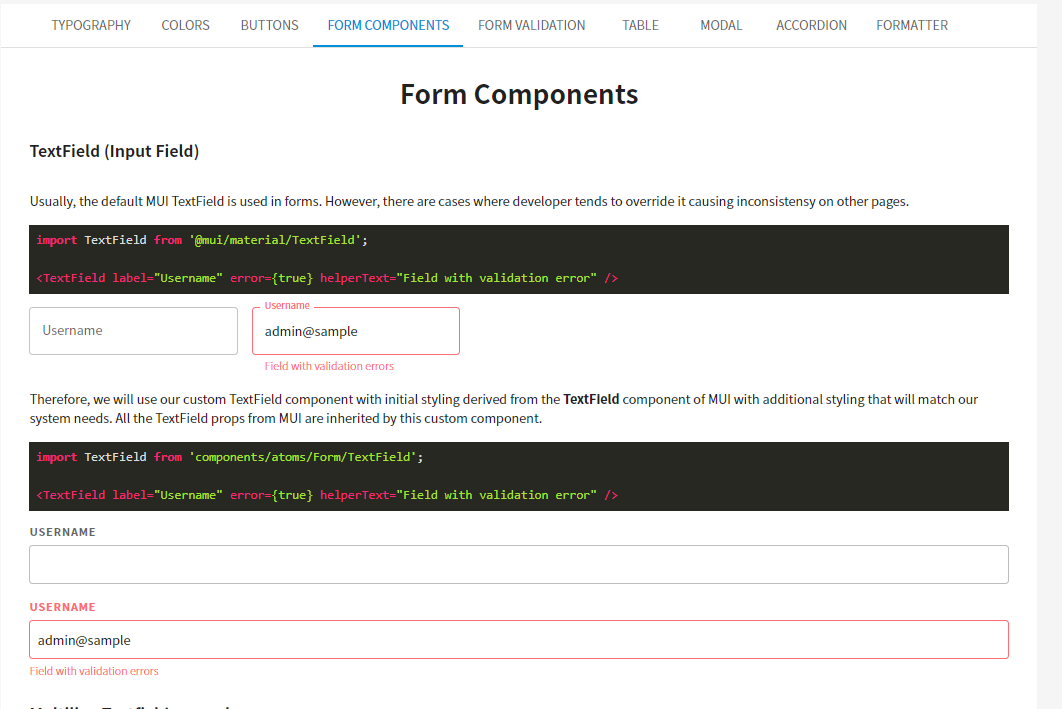 TYPOGRAPHY COLORS BUTTONS FORM COMPONENTS FORM VALIDATION TABLE MODAL ACCORDION FORMATTER
Form Components
TextField (Input Field)
Usually, the default MUI TextField is used in forms. However, there are cases where developer tends to override it causing inconsistensy on other pages.
import TextField from '@mui/material/TextField';
<TextField label="Username" error={true} helperText="Field with validation error" />
Username
Username
admin@sample
Field with validation errors
Therefore, we will use our custom TextField component with initial styling derived from the TextField component of MUI with additional styling that will match our
system needs. All the TextField props from MUI are inherited by this custom component.
import TextField from 'components/atoms/Form/TextField';
<TextField label="Username" error={true} helperText="Field with validation error" />
USERNAME
USERNAME
admin@sample
Field with validation errors